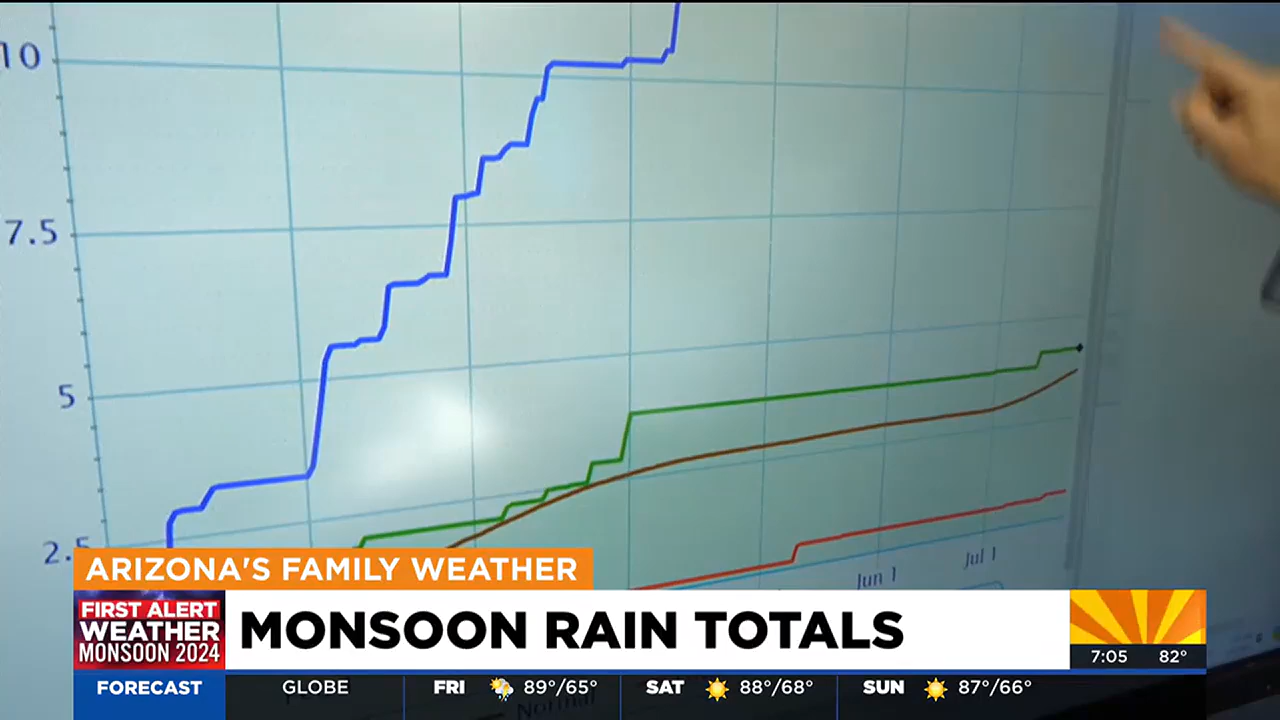 10
7.5
5
2.5
Jun 1
Jul 1
ARIZONA'S FAMILY WEATHER
FIRST ALERT
WEATHER
MONSOON 2024
MONSOON RAIN TOTALS
7:05 82°
FORECAST GLOBE FRI 89°/65° SAT 88°/68° SUN 87°/66°
Normal